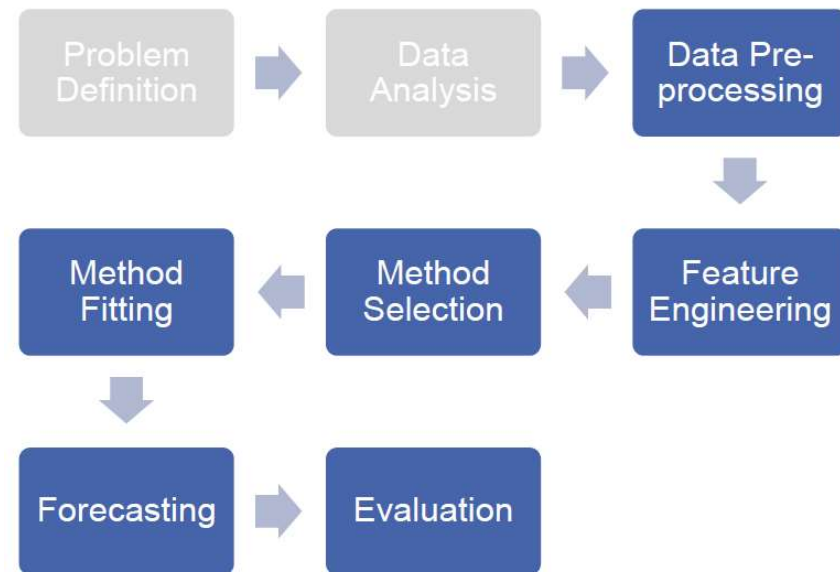 Problem
Definition
Data
Analysis
Data Pre-
processing
Feature
Engineering
Method
Selection
Method
Fitting
Forecasting
Evaluation